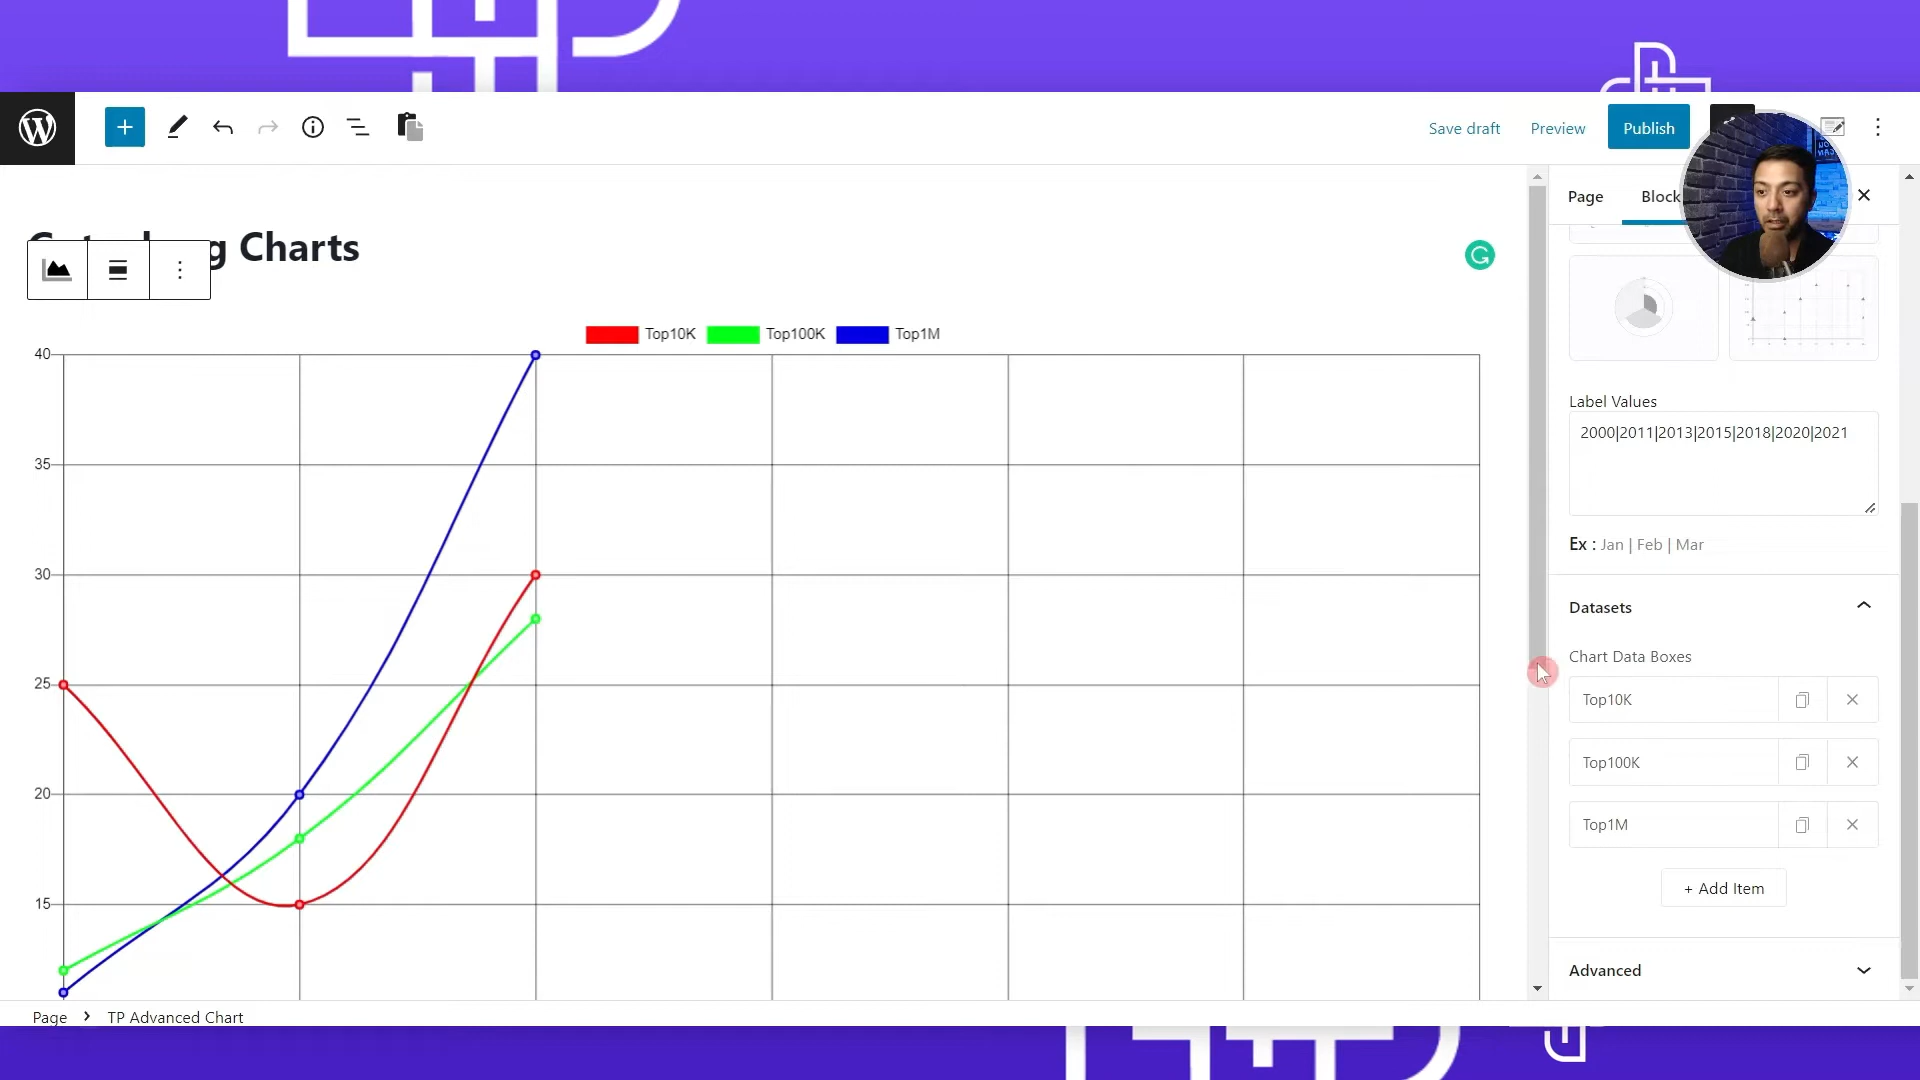 Save draft
Preview
Publish
Page
Block
Charts
Top10K
Top100K
Top1M
40
35
30
25
20
15
Label Values
2000|2011|2013|2015|2018|2020|2021
Ex : Jan | Feb | Mar
Datasets
Chart Data Boxes
Top10K
Top100K
Top1M
+ Add Item
Advanced
Page
TP Advanced Chart